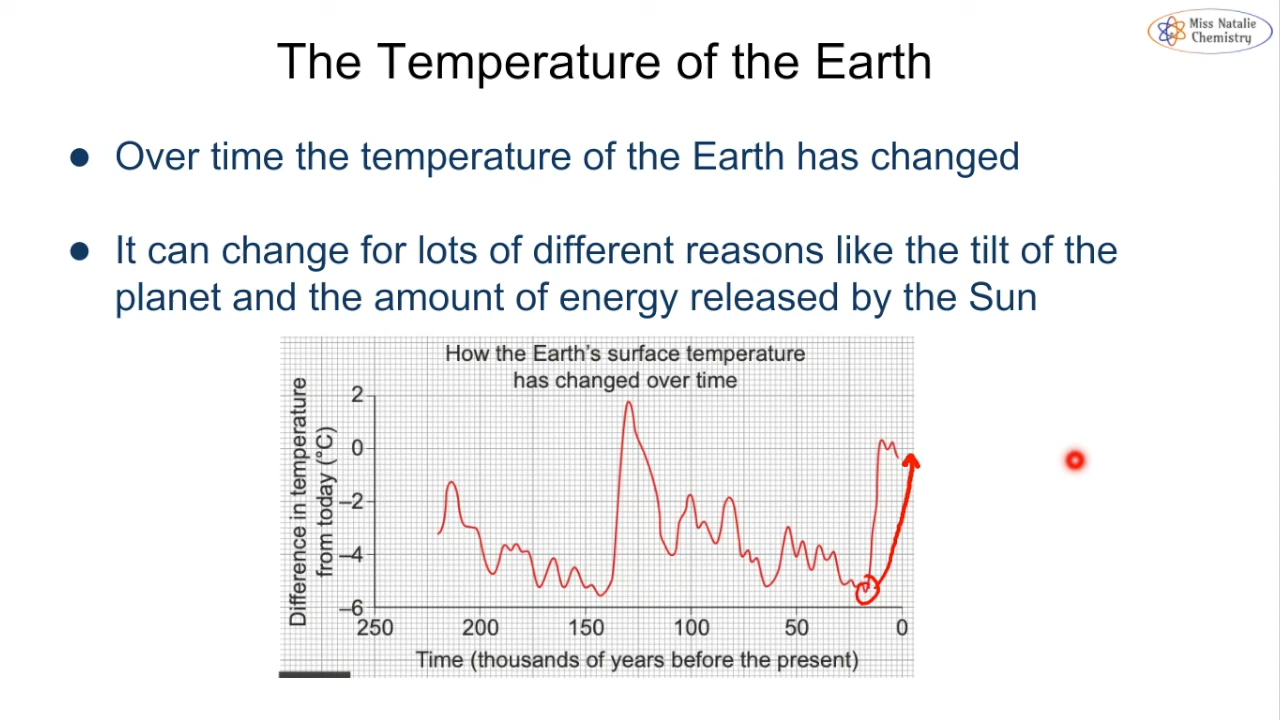 Miss Natalie
Chemistry
The Temperature of the Earth
● Over time the temperature of the Earth has changed
● It can change for lots of different reasons like the tilt of the
planet and the amount of energy released by the Sun
How the Earth's surface temperature
has changed over time
Difference in temperature
from today (°C)
2
0
–2
–4
–6
250 200 150 100 50 0
Time (thousands of years before the present)